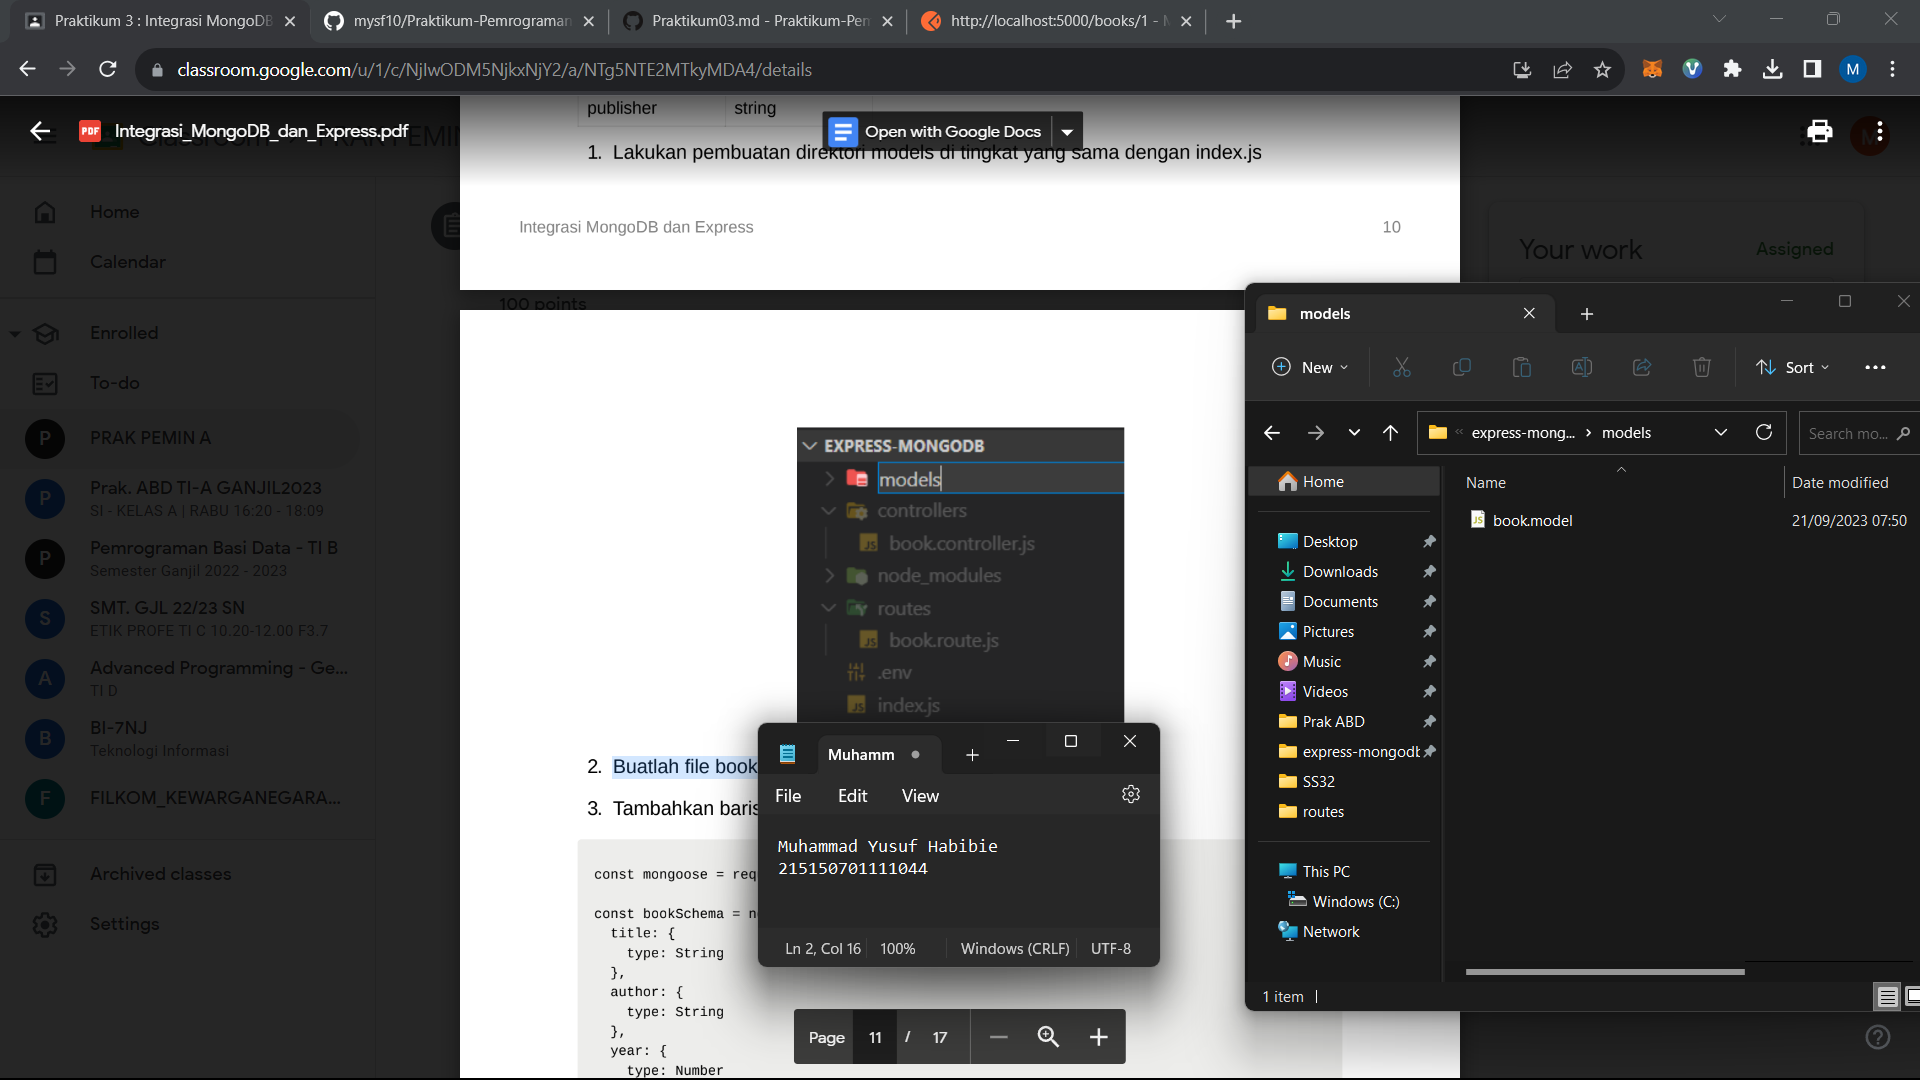 Praktikum 3 : Integrasi MongoDB
mysf10/Praktikum-Pemrograman
Praktikum03.md - Praktikum-Pem
http://localhost:5000/books/1 -
classroom.google.com/u/1/c/NjIwODM5NjkxNjY2/a/NTg5NTE2MTkyMDA4/details
M
publisher string
PDF Integrasi_MongoDB_dan_Express.pdf
Open with Google Docs
1. Lakukan pembuatan direktori models di tingkat yang sama dengan index.js
Integrasi MongoDB dan Express 10
Home
Calendar
Enrolled
To-do
P PRAK PEMIN A
P Prak. ABD TI-A GANJIL2023
SI - KELAS A | RABU 16:20 - 18:09
P Pemrograman Basi Data - TI B
Semester Ganjil 2022 - 2023
S SMT. GJL 22/23 SN
ETIK PROFE TI C 10.20-12.00 F3.7
A Advanced Programming - Ge...
TI D
B BI-7NJ
Teknologi Informasi
F FILKOM_KEWARGANEGARA...
Archived classes
Settings
Your work Assigned
100 points
EXPRESS-MONGODB
models
controllers
JS book.controller.js
node_modules
routes
JS book.route.js
.env
JS index.js
2. Buatlah file book
3. Tambahkan baris
const mongoose = req
const bookSchema = n
title: {
type: String
},
author: {
type: String
},
year: {
type: Number
Muhamm
File Edit View
Muhammad Yusuf Habibie
215150701111044
Ln 2, Col 16 100% Windows (CRLF) UTF-8
Page 11 / 17
models
New Sort
« express-mong... › models
Search mo...
Name Date modified
book.model 21/09/2023 07:50
Home
Desktop
Downloads
Documents
Pictures
Music
Videos
Prak ABD
express-mongodb
SS32
routes
This PC
Windows (C:)
Network
1 item